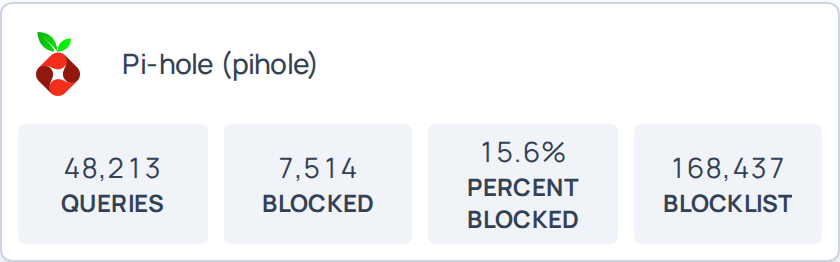 Pi-hole (pihole)
48,213
QUERIES
7,514
BLOCKED
15.6%
PERCENT
BLOCKED
168,437
BLOCKLIST